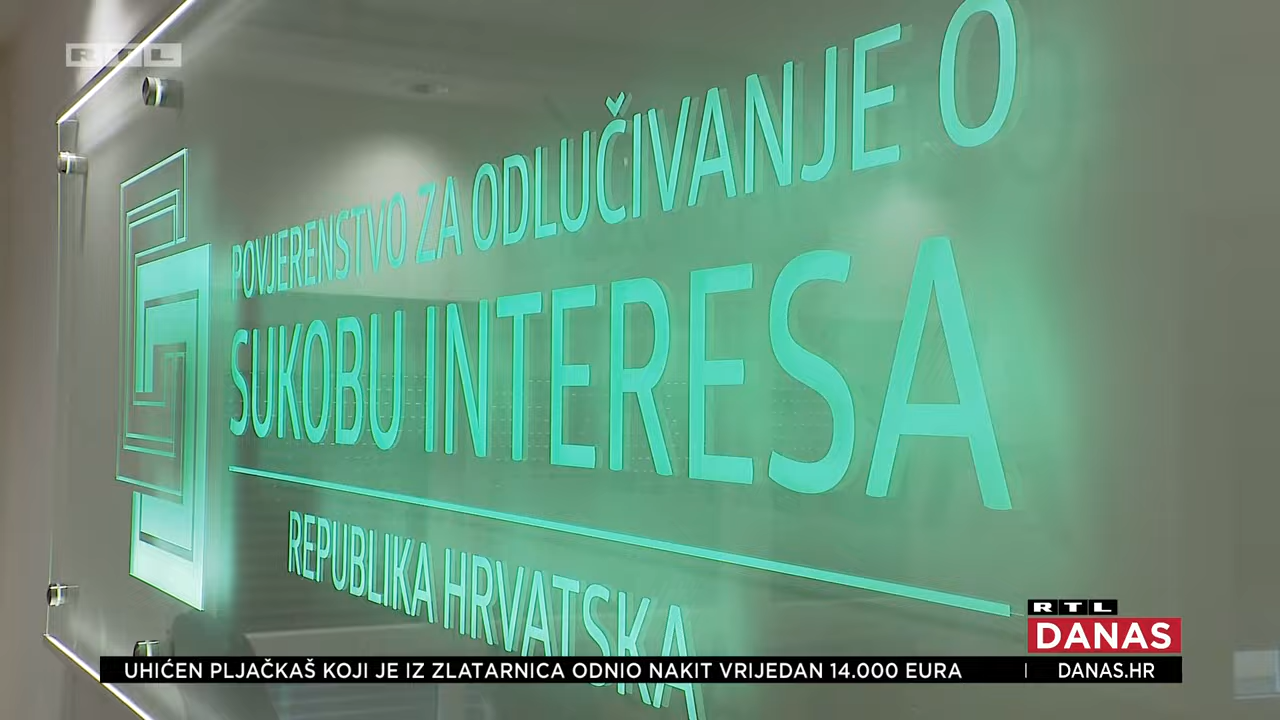 RTL
POVJERENSTVO ZA ODLUČIVANJE O
SUKOBU INTERESA
REPUBLIKA HRVATSKA
RTL
DANAS
UHIĆEN PLJAČKAŠ KOJI JE IZ ZLATARNICA ODNIO NAKIT VRIJEDAN 14.000 EURA | DANAS.HR